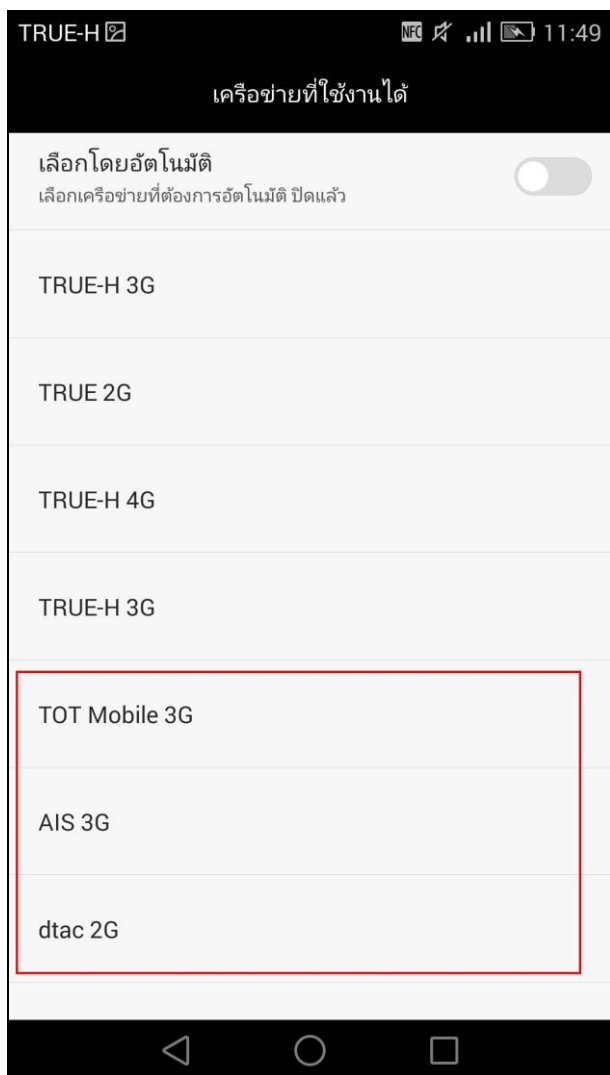 TRUE-H
NFC 11:49
เครือข่ายที่ใช้งานได้
เลือกโดยอัตโนมัติ
เลือกเครือข่ายที่ต้องการอัตโนมัติ ปิดแล้ว
TRUE-H 3G
TRUE 2G
TRUE-H 4G
TRUE-H 3G
TOT Mobile 3G
AIS 3G
dtac 2G